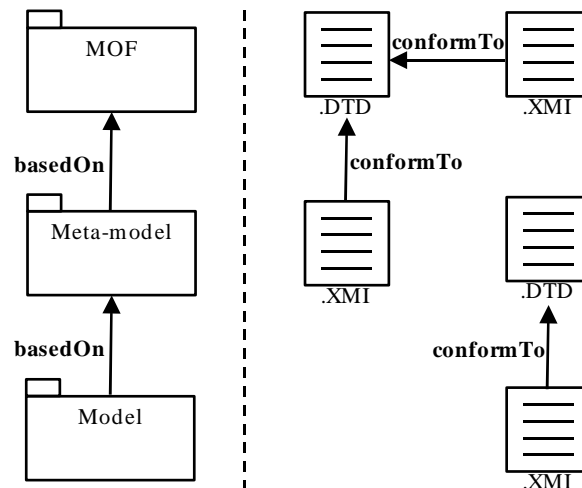 MOF
basedOn
Meta-model
basedOn
Model
conformTo
.DTD
.XMI
conformTo
.XMI
.DTD
conformTo
.XMI